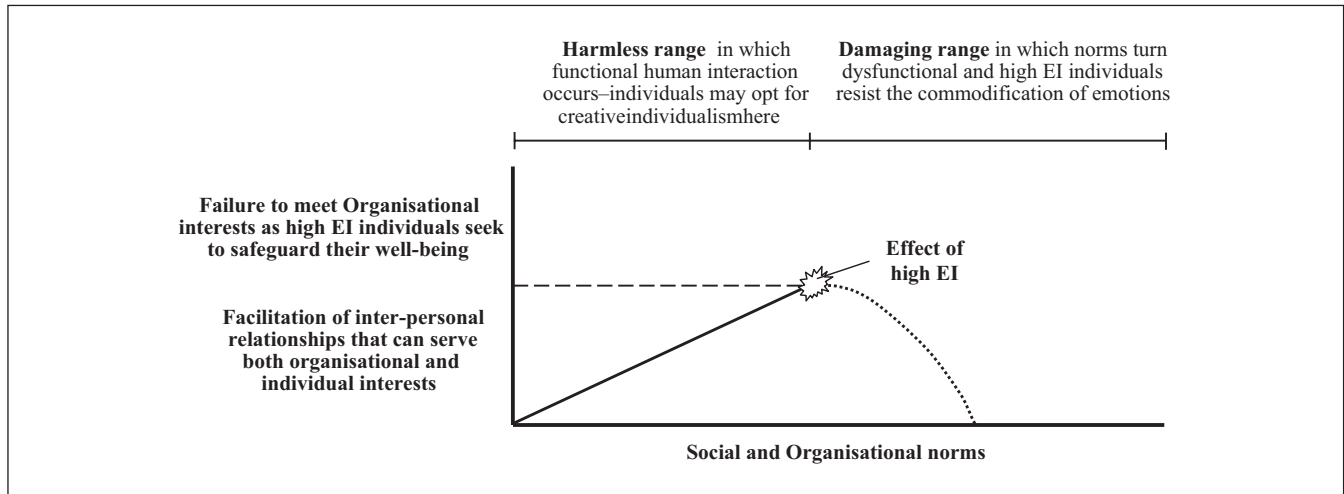 Harmless range in which
functional human interaction
occurs–individuals may opt for
creativeindividualismhere
Damaging range in which norms turn
dysfunctional and high EI individuals
resist the commodification of emotions
Failure to meet Organisational
interests as high EI individuals seek
to safeguard their well-being
Effect of
high EI
Facilitation of inter-personal
relationships that can serve
both organisational and
individual interests
Social and Organisational norms